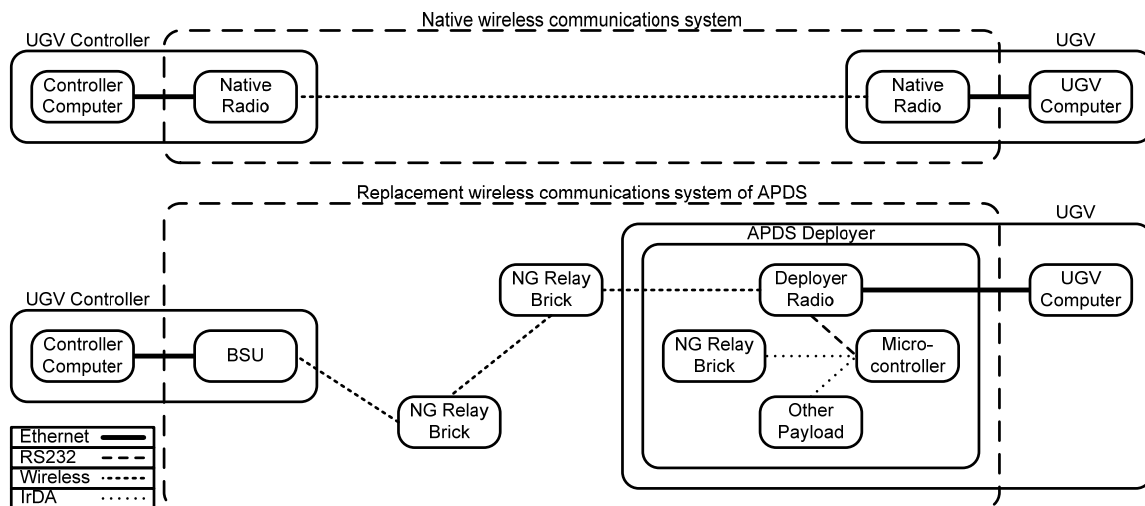 Native wireless communications system
UGV Controller
UGV
Controller
Computer
Native
Radio
Native
Radio
UGV
Computer
Replacement wireless communications system of APDS
UGV
APDS Deployer
NG Relay
Brick
Deployer
Radio
UGV
Computer
UGV Controller
Controller
Computer
BSU
NG Relay
Brick
Micro-
controller
NG Relay
Brick
Other
Payload
Ethernet
RS232
Wireless
IrDA